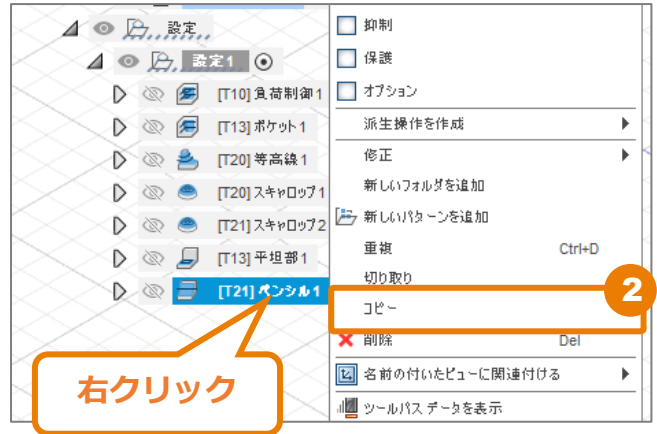 設定
設定1
[T10] 負荷制御1
[T13] ポケット1
[T20] 等高線1
[T20] スキャロップ1
[T21] スキャロップ2
[T13] 平坦部1
[T21] ペンシル1
右クリック
抑制
保護
オプション
派生操作を作成
修正
新しいフォルダを追加
新しいパターンを追加
重複 Ctrl+D
切り取り
2
コピー
削除 Del
名前の付いたビューに関連付ける
ツールパス データを表示